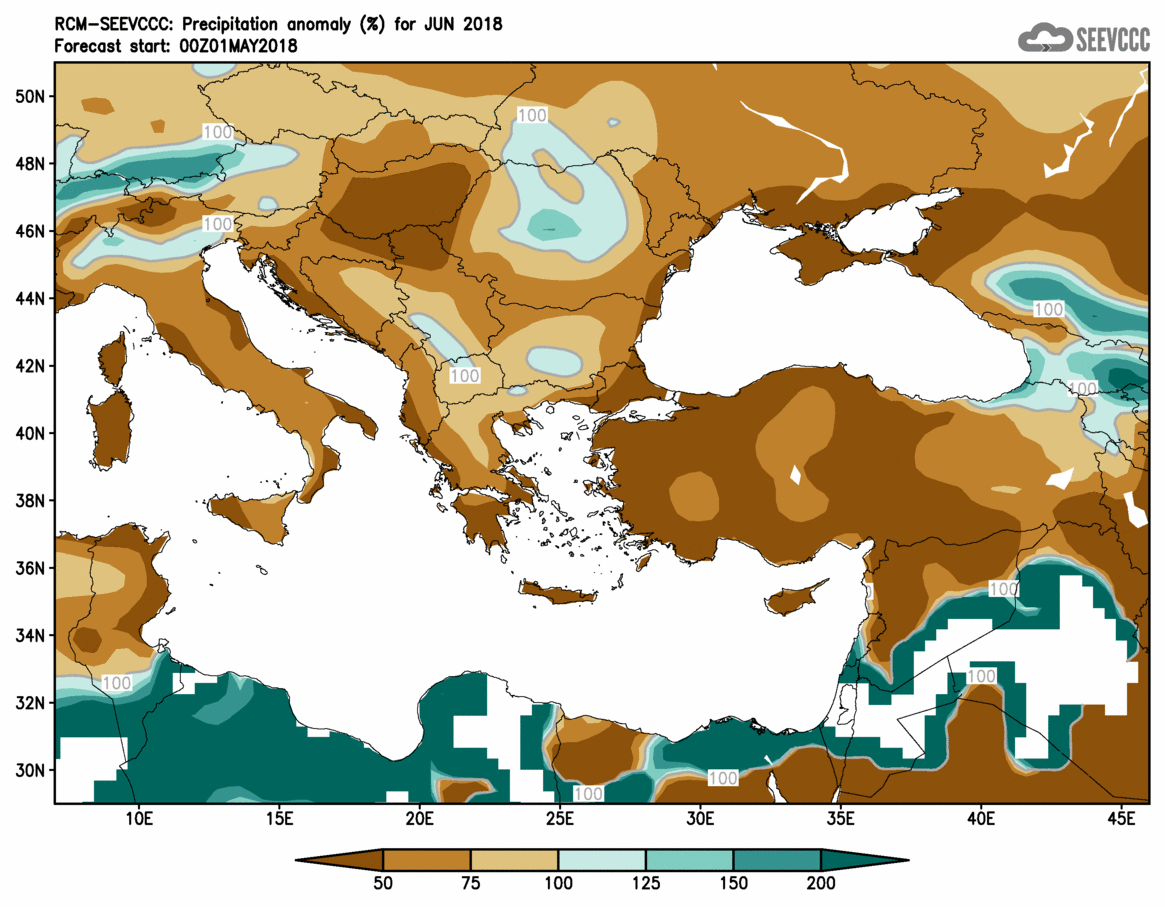 RCM-SEEVCCC: Precipitation anomaly (%) for JUN 2018
Forecast start: 00Z01MAY2018
SEEVCCC
50N
48N
46N
44N
42N
40N
38N
36N
34N
32N
30N
100
100
100
100
100
100
100
100
100
100
100
100
10E
15E
20E
25E
30E
35E
40E
45E
50
75
100
125
150
200